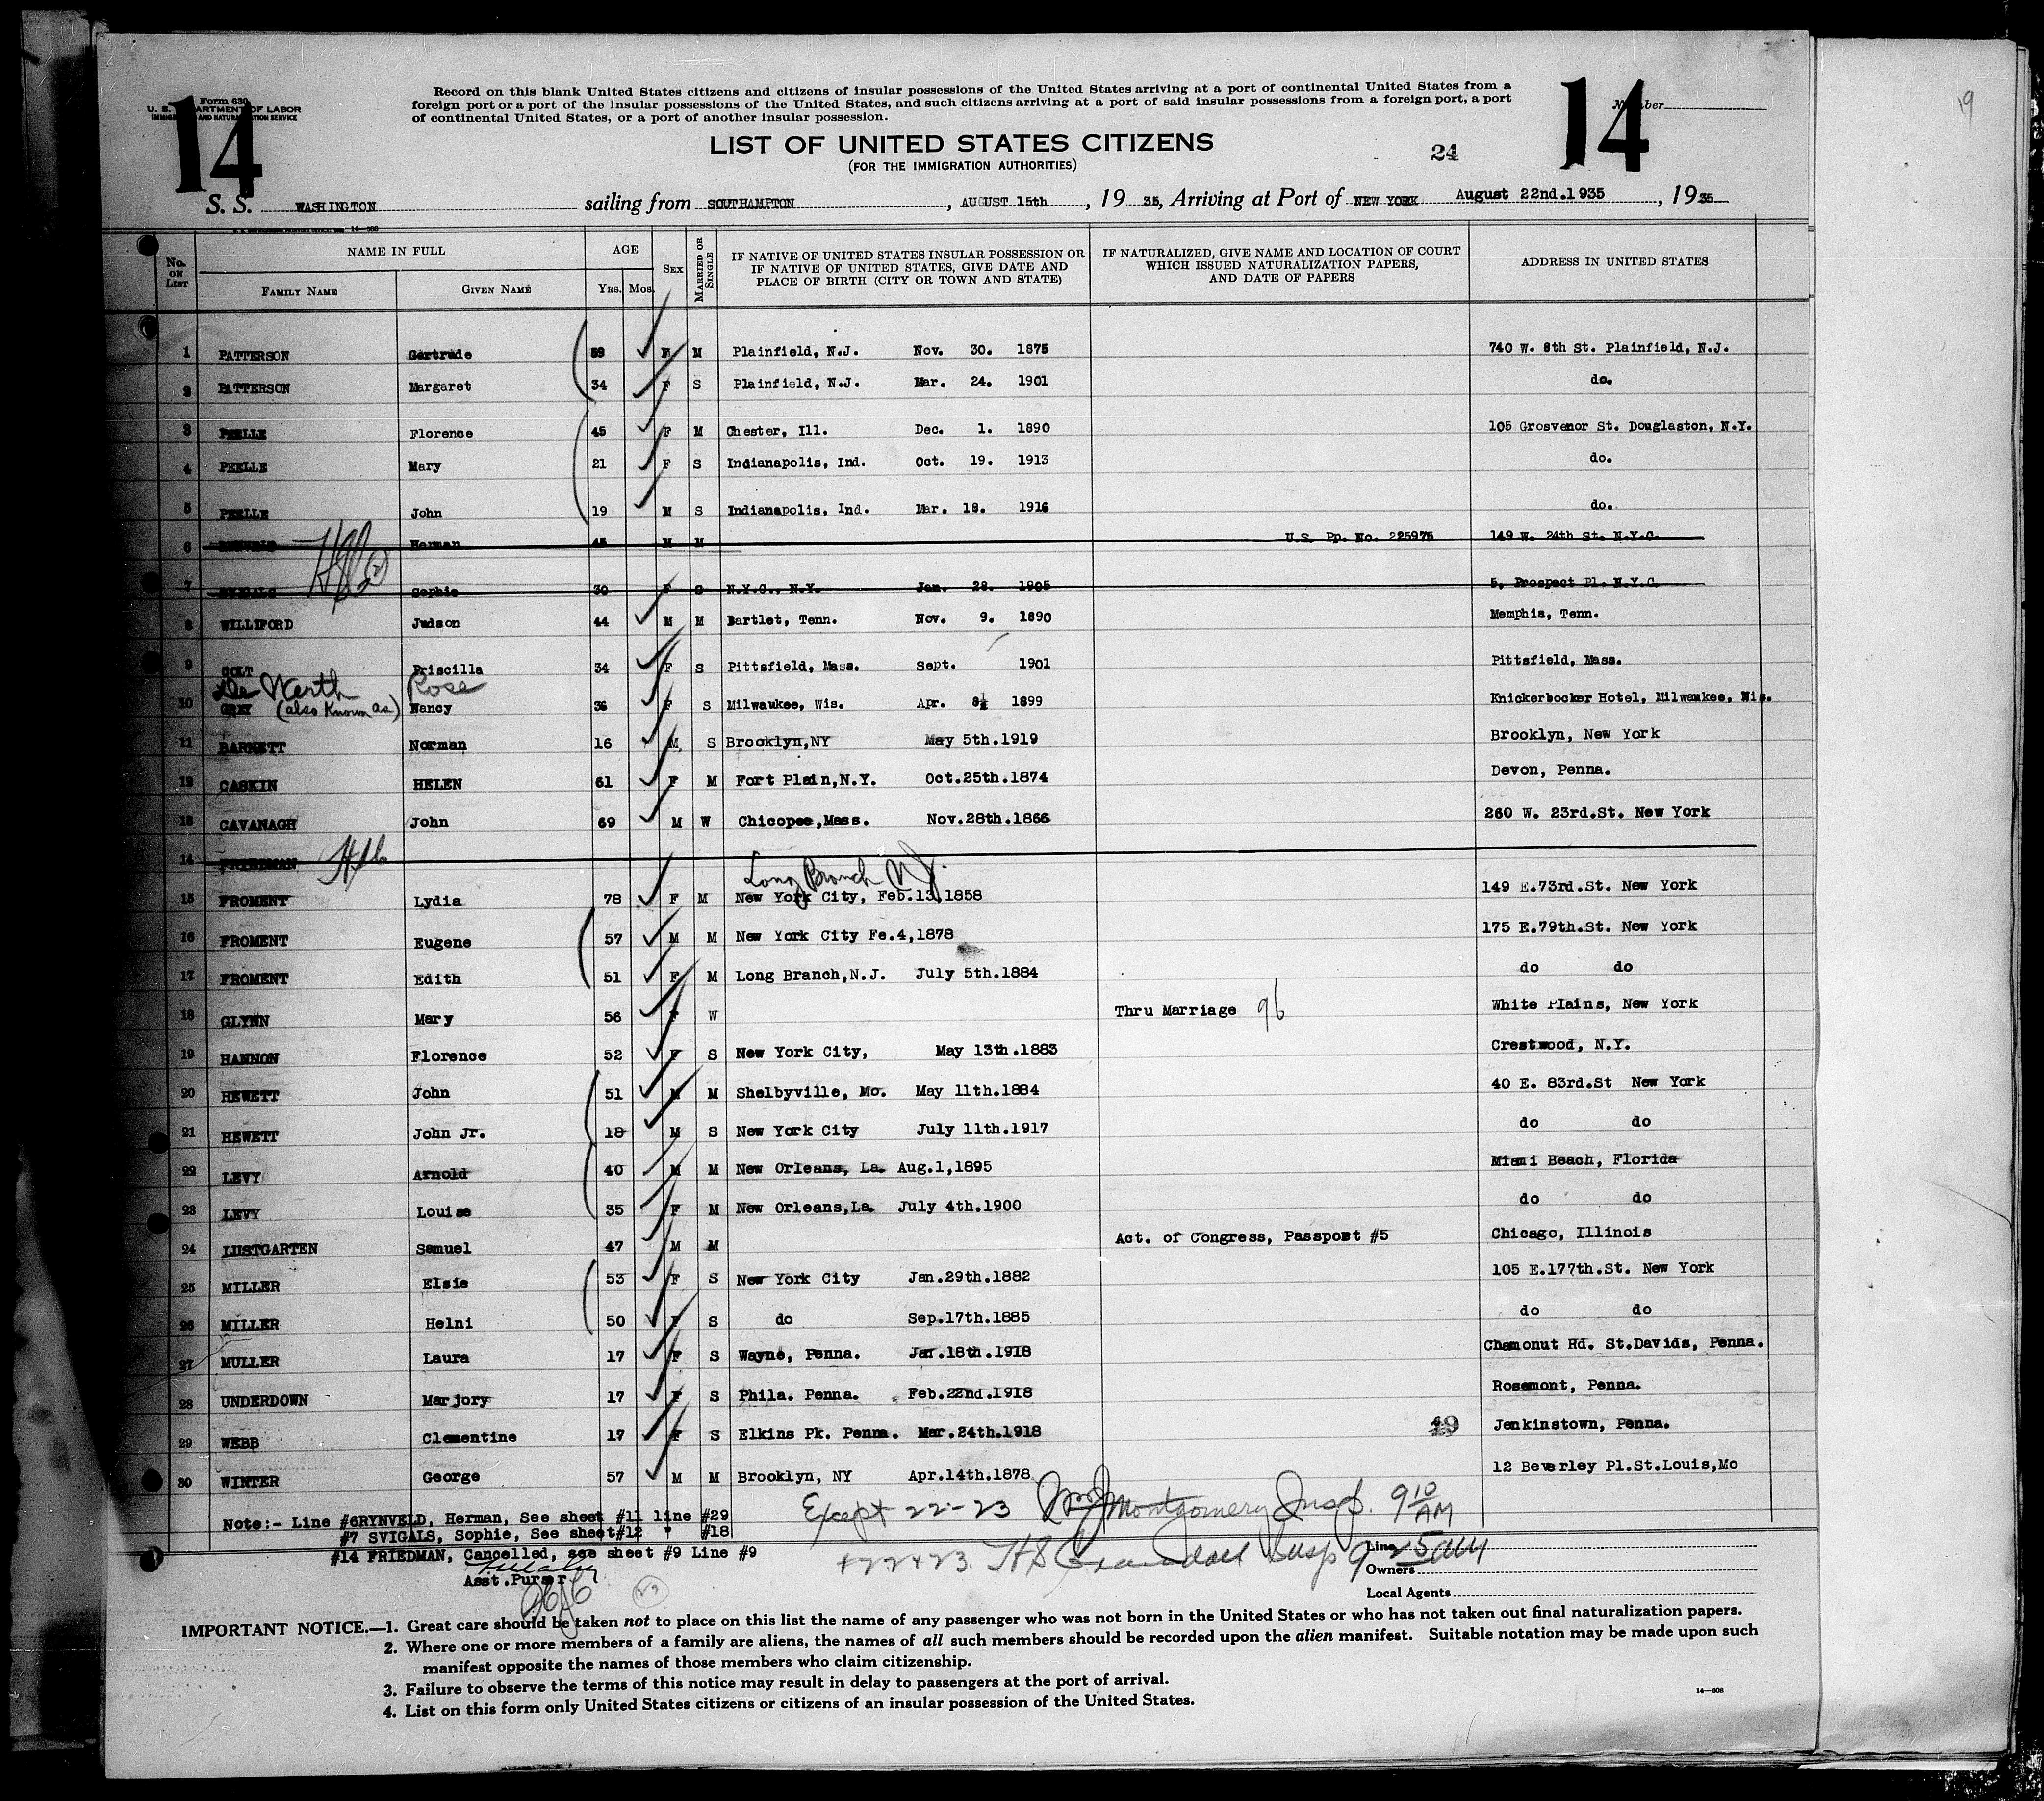 Form 630
U. S. DEPARTMENT OF LABOR
IMMIGRATION AND NATURALIZATION SERVICE
14
Record on this blank United States citizens and citizens of insular possessions of the United States arriving at a port of continental United States from a
foreign port or a port of the insular possessions of the United States, and such citizens arriving at a port of said insular possessions from a foreign port, a port
of continental United States, or a port of another insular possession.
14
Number
9
LIST OF UNITED STATES CITIZENS
(FOR THE IMMIGRATION AUTHORITIES)
24
S. S. WASHINGTON sailing from SOUTHAMPTON, AUGUST 15th, 19 35, Arriving at Port of NEW YORK August 22nd.1935, 1935
14—608
No. ON LIST NAME IN FULL AGE SEX MARRIED OR SINGLE IF NATIVE OF UNITED STATES INSULAR POSSESSION OR IF NATIVE OF UNITED STATES, GIVE DATE AND PLACE OF BIRTH (CITY OR TOWN AND STATE) IF NATURALIZED, GIVE NAME AND LOCATION OF COURT WHICH ISSUED NATURALIZATION PAPERS, AND DATE OF PAPERS ADDRESS IN UNITED STATES
FAMILY NAME GIVEN NAME YRS. MOS.
1 PATTERSON Gertrude 59 F M Plainfield, N.J. Nov. 30. 1875 740 W. 8th St. Plainfield, N.J.
2 PATTERSON Margaret 34 F S Plainfield, N.J. Mar. 24. 1901 do.
3 PEELLE Florence 45 F M Chester, Ill. Dec. 1. 1890 105 Grosvenor St. Douglaston, N.Y.
4 PEELLE Mary 21 F S Indianapolis, Ind. Oct. 19. 1913 do.
5 PEELLE John 19 M S Indianapolis, Ind. Mar. 18. 1916 do.
6 Herman 45 M M U.S. Pp. No. 225975 149 W. 24th St. N.Y.C.
7 SVIGALS Sophie 30 F S N.Y.C., N.Y. Jan. 28. 1905 5, Prospect Pl. N.Y.C.
8 WILLIFORD Judson 44 M M Bartlet, Tenn. Nov. 9. 1890 Memphis, Tenn.
9 COLT Priscilla 34 F S Pittsfield, Mass. Sept. 1901 Pittsfield, Mass.
De Werth Rose
10 GREY (also known as) Nancy 36 F S Milwaukee, Wis. Apr. 1899 Knickerbocker Hotel, Milwaukee, Wis.
11 BARNETT Norman 16 M S Brooklyn,NY May 5th.1919 Brooklyn, New York
12 CASKIN HELEN 61 F M Fort Plain,N.Y. Oct.25th.1874 Devon, Penna.
13 CAVANAGH John 69 M W Chicopee,Mass. Nov.28th.1866 260 W. 23rd.St. New York
14 FRIEDMAN
Long Branch NJ.
15 FROMENT Lydia 78 F M New York City, Feb.13,1858 149 E.73rd.St. New York
16 FROMENT Eugene 57 M M New York City Fe.4,1878 175 E.79th.St. New York
17 FROMENT Edith 51 F M Long Branch,N.J. July 5th.1884 do do
18 GLYNN Mary 56 F W Thru Marriage 96 White Plains, New York
19 HANNON Florence 52 F S New York City, May 13th.1883 Crestwood, N.Y.
20 HEWETT John 51 M M Shelbyville, Mo. May 11th.1884 40 E. 83rd.St New York
21 HEWETT John Jr. 18 M S New York City July 11th.1917 do do
22 LEVY Arnold 40 M M New Orleans, La. Aug.1,1895 Miami Beach, Florida
23 LEVY Louise 35 F M New Orleans,La. July 4th.1900 do do
24 LUSTGARTEN Samuel 47 M M Act. of Congress, Passport #5 Chicago, Illinois
25 MILLER Elsie 53 F S New York City Jan.29th.1882 105 E.177th.St. New York
26 MILLER Helni 50 F S do Sep.17th.1885 do do
27 MULLER Laura 17 F S Wayne, Penna. Jan.18th.1918 Chamonut Rd. St.Davids, Penna.
28 UNDERDOWN Marjory 17 F S Phila. Penna. Feb.22nd.1918 Rosemont, Penna.
29 WEBB Clementine 17 F S Elkins Pk. Penna. Mar.24th.1918 19 Jenkinstown, Penna.
30 WINTER George 57 M M Brooklyn, NY Apr.14th.1878 12 Beverley Pl.St.Louis,Mo
Note:- Line #6RYNVELD, Herman, See sheet #11 line #29
#7 SVIGALS, Sophie, See sheet#12 " #18
#14 FRIEDMAN, Cancelled, see sheet #9 Line #9
Asst.Purser
Except 22-23 Montgomery Insp. 9 10 AM
+22+23 H S Insp 9 25 AM
Line
Owners
Local Agents
IMPORTANT NOTICE.—1. Great care should be taken not to place on this list the name of any passenger who was not born in the United States or who has not taken out final naturalization papers.
2. Where one or more members of a family are aliens, the names of all such members should be recorded upon the alien manifest. Suitable notation may be made upon such
manifest opposite the names of those members who claim citizenship.
3. Failure to observe the terms of this notice may result in delay to passengers at the port of arrival.
4. List on this form only United States citizens or citizens of an insular possession of the United States.
14—608